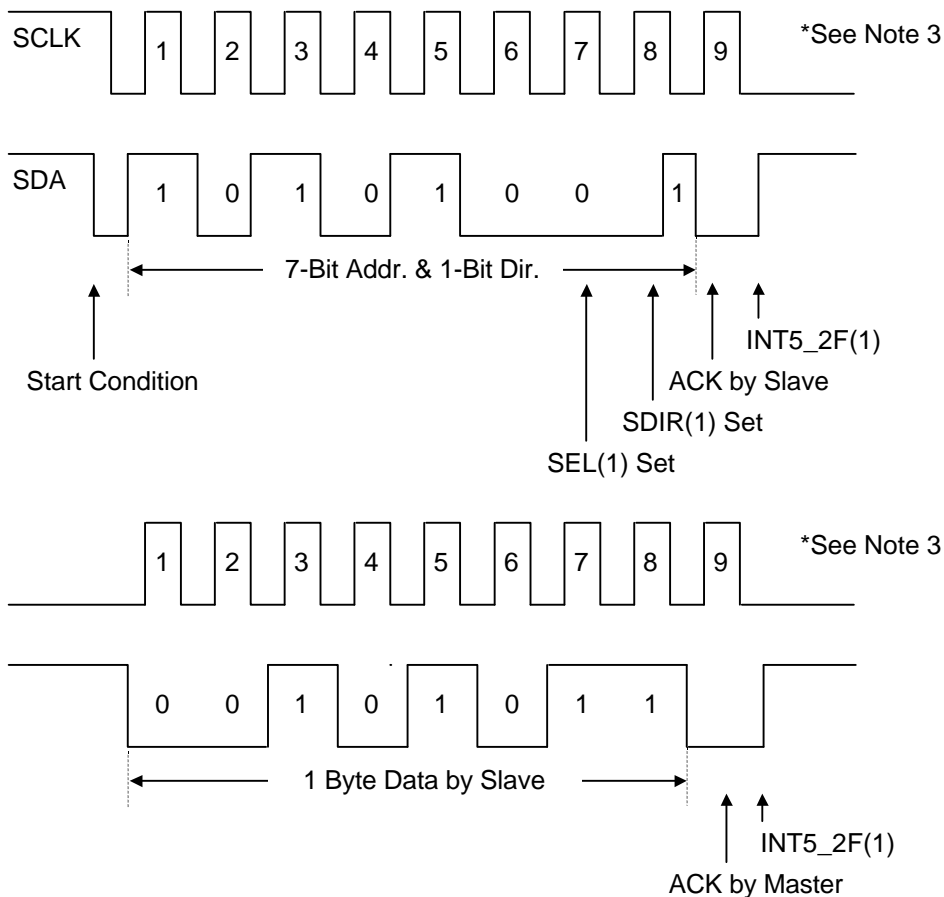 SCLK
1 2 3 4 5 6 7 8 9
*See Note 3
SDA
1 0 1 0 1 0 0 1
7-Bit Addr. & 1-Bit Dir.
INT5_2F(1)
Start Condition
ACK by Slave
SDIR(1) Set
SEL(1) Set
1 2 3 4 5 6 7 8 9
*See Note 3
0 0 1 0 1 0 1 1
1 Byte Data by Slave
INT5_2F(1)
ACK by Master